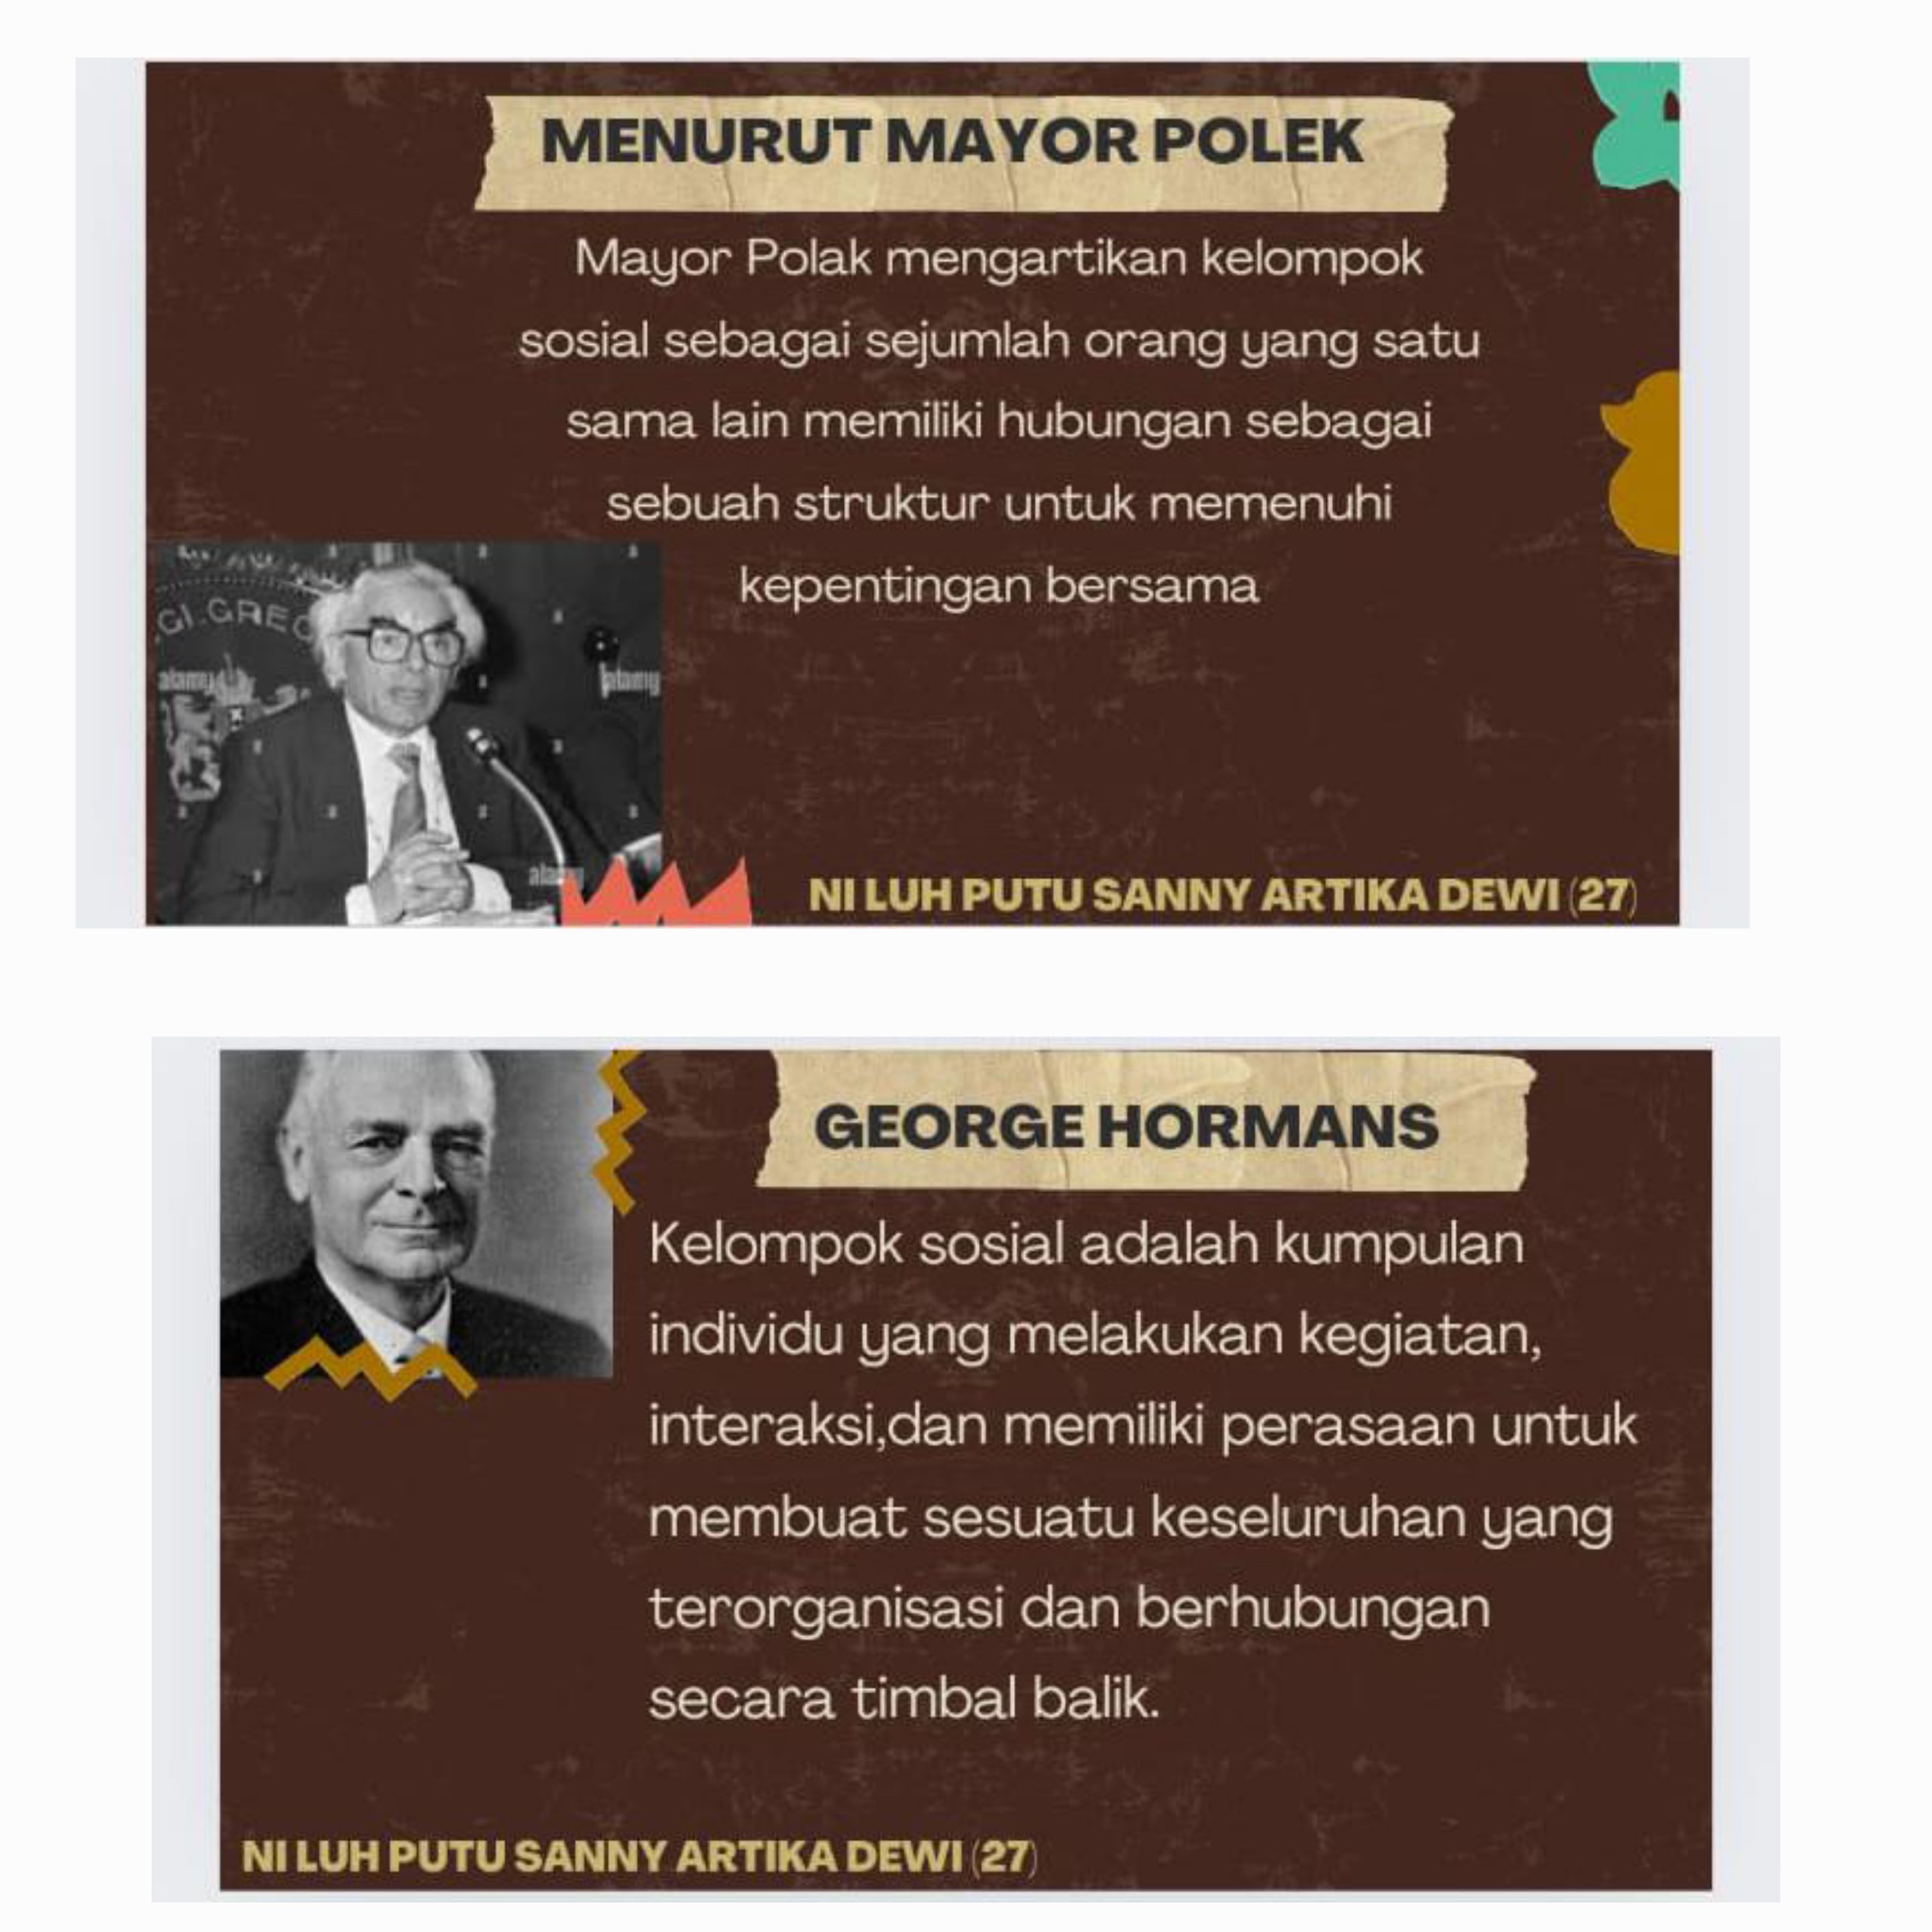 MENURUT MAYOR POLEK
Mayor Polak mengartikan kelompok
sosial sebagai sejumlah orang yang satu
sama lain memiliki hubungan sebagai
sebuah struktur untuk memenuhi
kepentingan bersama
GI.GREG
alamy
alamy
alamy
NI LUH PUTU SANNY ARTIKA DEWI (27)
GEORGE HORMANS
Kelompok sosial adalah kumpulan
individu yang melakukan kegiatan,
interaksi,dan memiliki perasaan untuk
membuat sesuatu keseluruhan yang
terorganisasi dan berhubungan
secara timbal balik.
NI LUH PUTU SANNY ARTIKA DEWI (27)